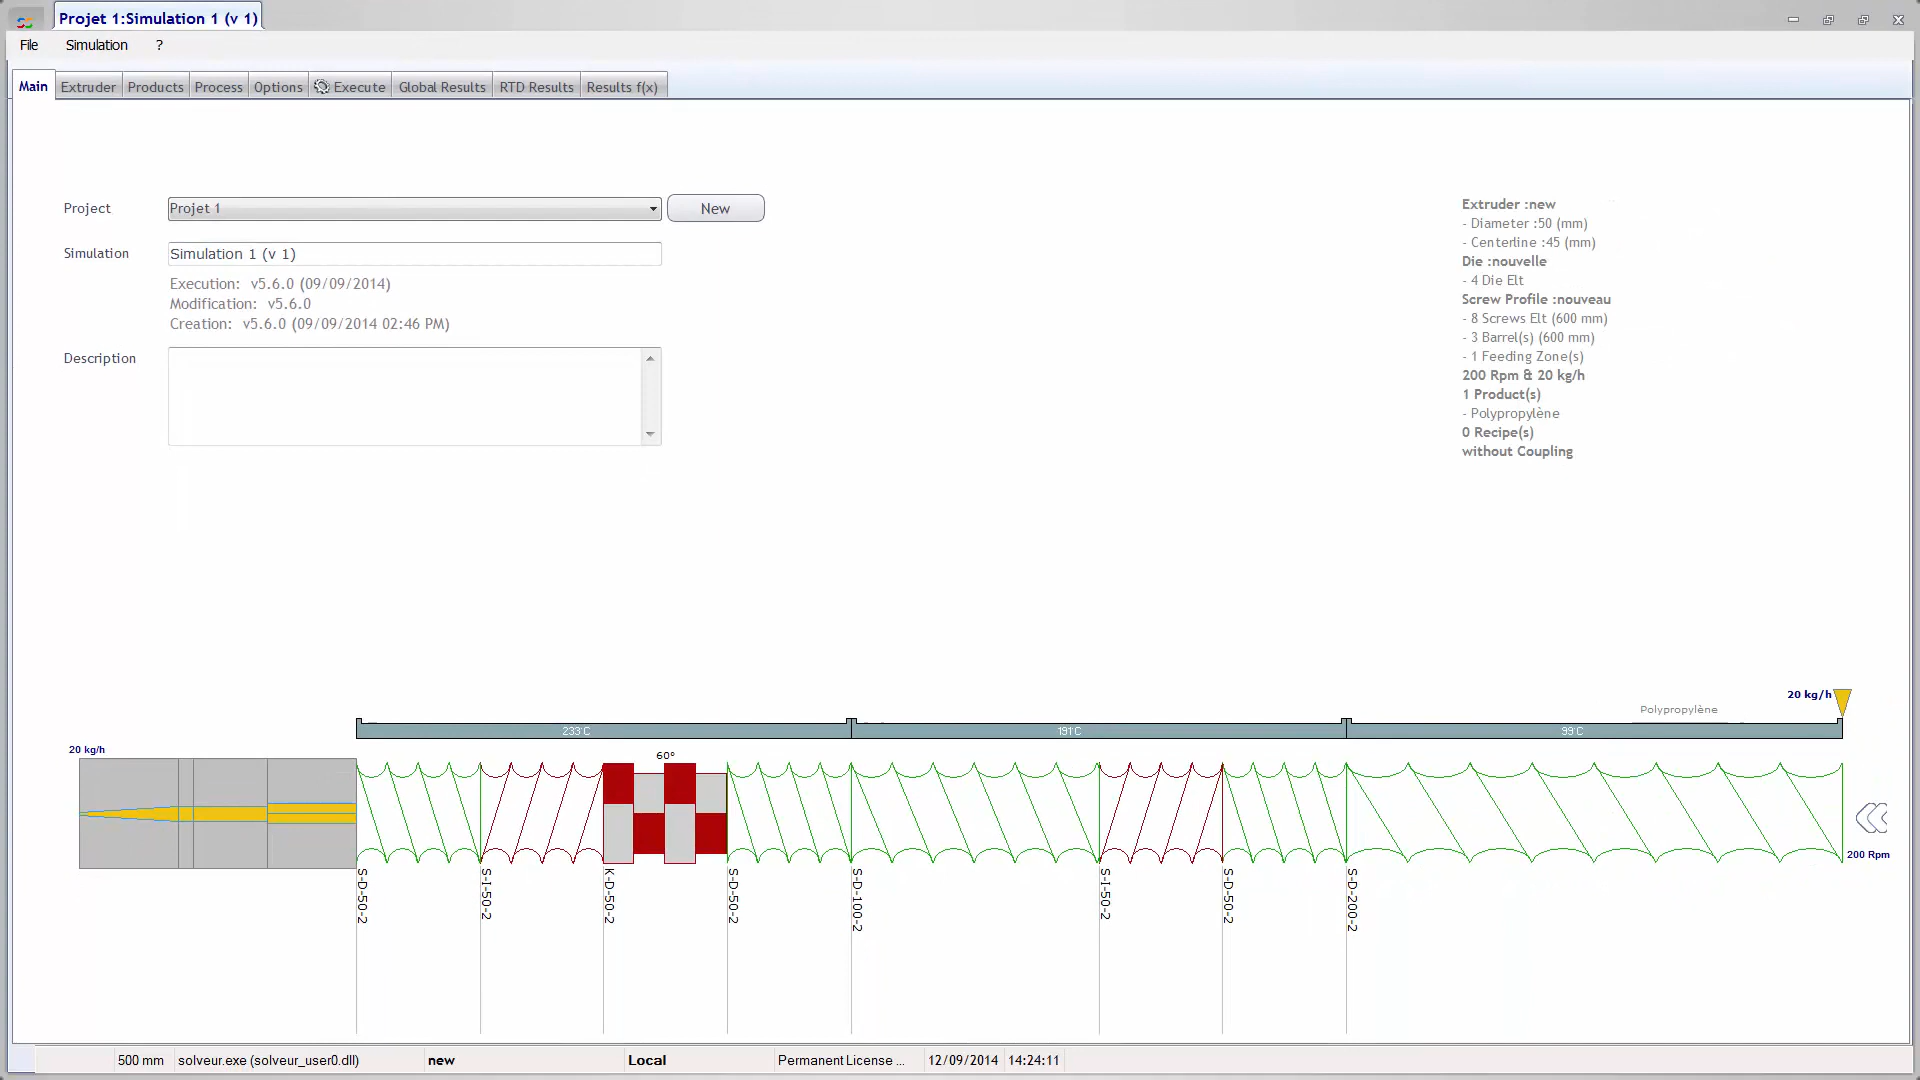 Projet 1:Simulation 1 (v 1)
File Simulation ?
Main Extruder Products Process Options Execute Global Results RTD Results Results f(x)
Project Projet 1 New
Simulation Simulation 1 (v 1)
Execution: v5.6.0 (09/09/2014)
Modification: v5.6.0
Creation: v5.6.0 (09/09/2014 02:46 PM)
Description
Extruder :new
- Diameter :50 (mm)
- Centerline :45 (mm)
Die :nouvelle
- 4 Die Elt
Screw Profile :nouveau
- 8 Screws Elt (600 mm)
- 3 Barrel(s) (600 mm)
- 1 Feeding Zone(s)
200 Rpm & 20 kg/h
1 Product(s)
- Polypropylène
0 Recipe(s)
without Coupling
20 kg/h
Polypropylène
233°C 191°C 99°C
20 kg/h
60°
200 Rpm
S-D-50-2
S-I-50-2
K-D-50-2
S-D-50-2
S-D-100-2
S-I-50-2
S-D-50-2
S-D-200-2
500 mm solveur.exe (solveur_user0.dll) new Local Permanent License ... 12/09/2014 14:24:11